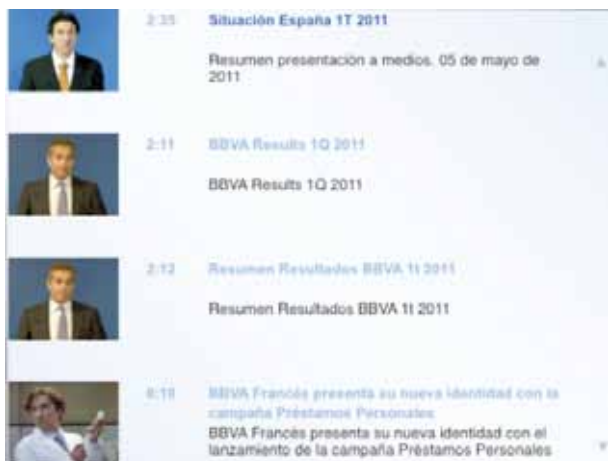 2:35
Situación España 1T 2011
Resumen presentación a medios. 05 de mayo de
2011
2:11
BBVA Results 1Q 2011
BBVA Results 1Q 2011
2:12
Resumen Resultados BBVA 1t 2011
Resumen Resultados BBVA 1t 2011
0:10
BBVA Francés presenta su nueva identidad con la
campaña Préstamos Personales
BBVA Francés presenta su nueva identidad con el
lanzamiento de la campaña Préstamos Personales